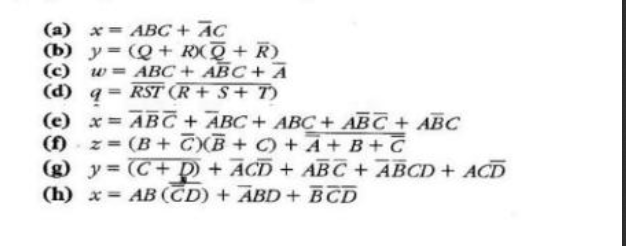 (a) x = ABC + A̅C
(b) y = (Q + R)(Q̅ + R̅)
(c) w = ABC + AB̅C + A̅
(d) q = R̅S̅T̅ (R̅ ̅+̅ ̅S̅ ̅+̅ ̅T̅)
(e) x = A̅B̅C̅ + A̅BC + ABC + AB̅C̅ + AB̅C
(f) z = (B + C̅)(B̅ + C) + A̅̅ ̅+̅ ̅B̅ ̅+̅ ̅C̅̅
(g) y = (̅C̅ ̅+̅ ̅D̅)̅ + A̅CD̅ + AB̅C̅ + A̅B̅CD + ACD̅
(h) x = AB (C̅̅D̅) + A̅BD + B̅C̅D̅